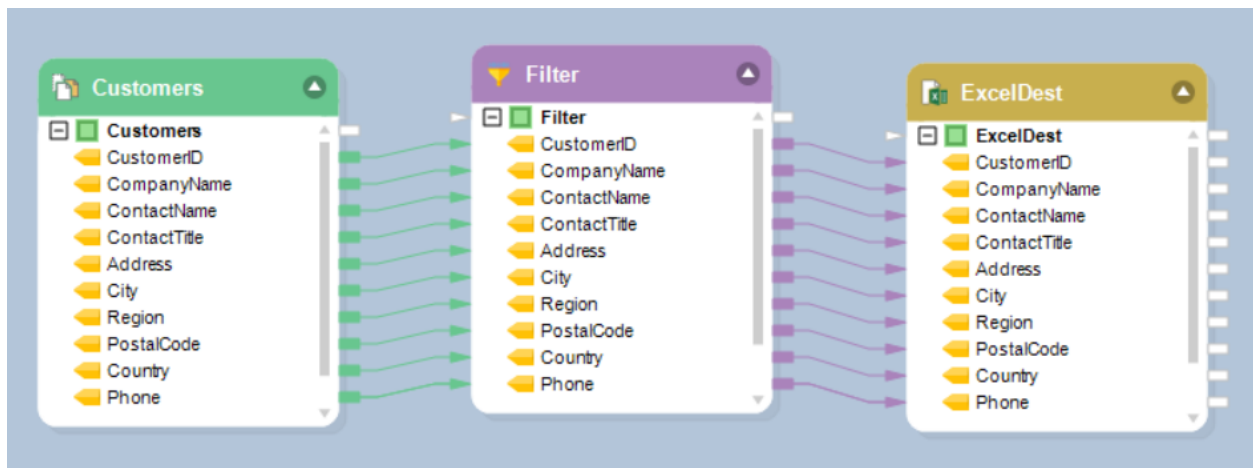 Customers
Customers
CustomerID
CompanyName
ContactName
ContactTitle
Address
City
Region
PostalCode
Country
Phone
Filter
Filter
CustomerID
CompanyName
ContactName
ContactTitle
Address
City
Region
PostalCode
Country
Phone
ExcelDest
ExcelDest
CustomerID
CompanyName
ContactName
ContactTitle
Address
City
Region
PostalCode
Country
Phone